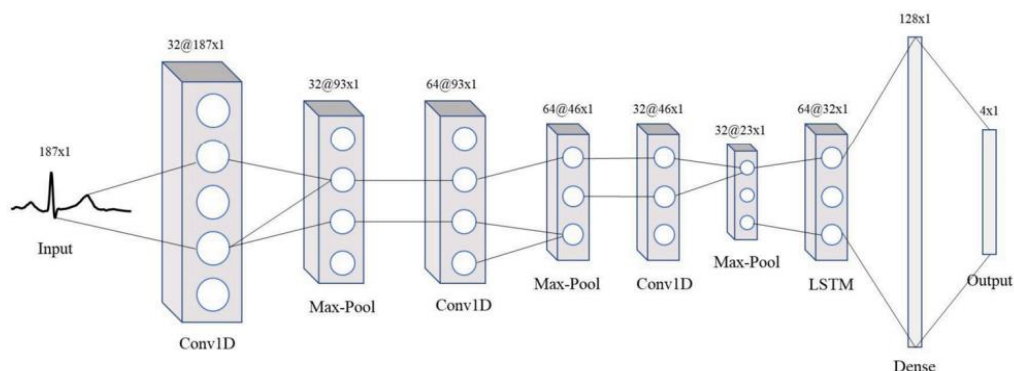 187x1
Input
32@187x1
Conv1D
32@93x1
Max-Pool
64@93x1
Conv1D
64@46x1
Max-Pool
32@46x1
Conv1D
32@23x1
Max-Pool
64@32x1
LSTM
128x1
Dense
4x1
Output